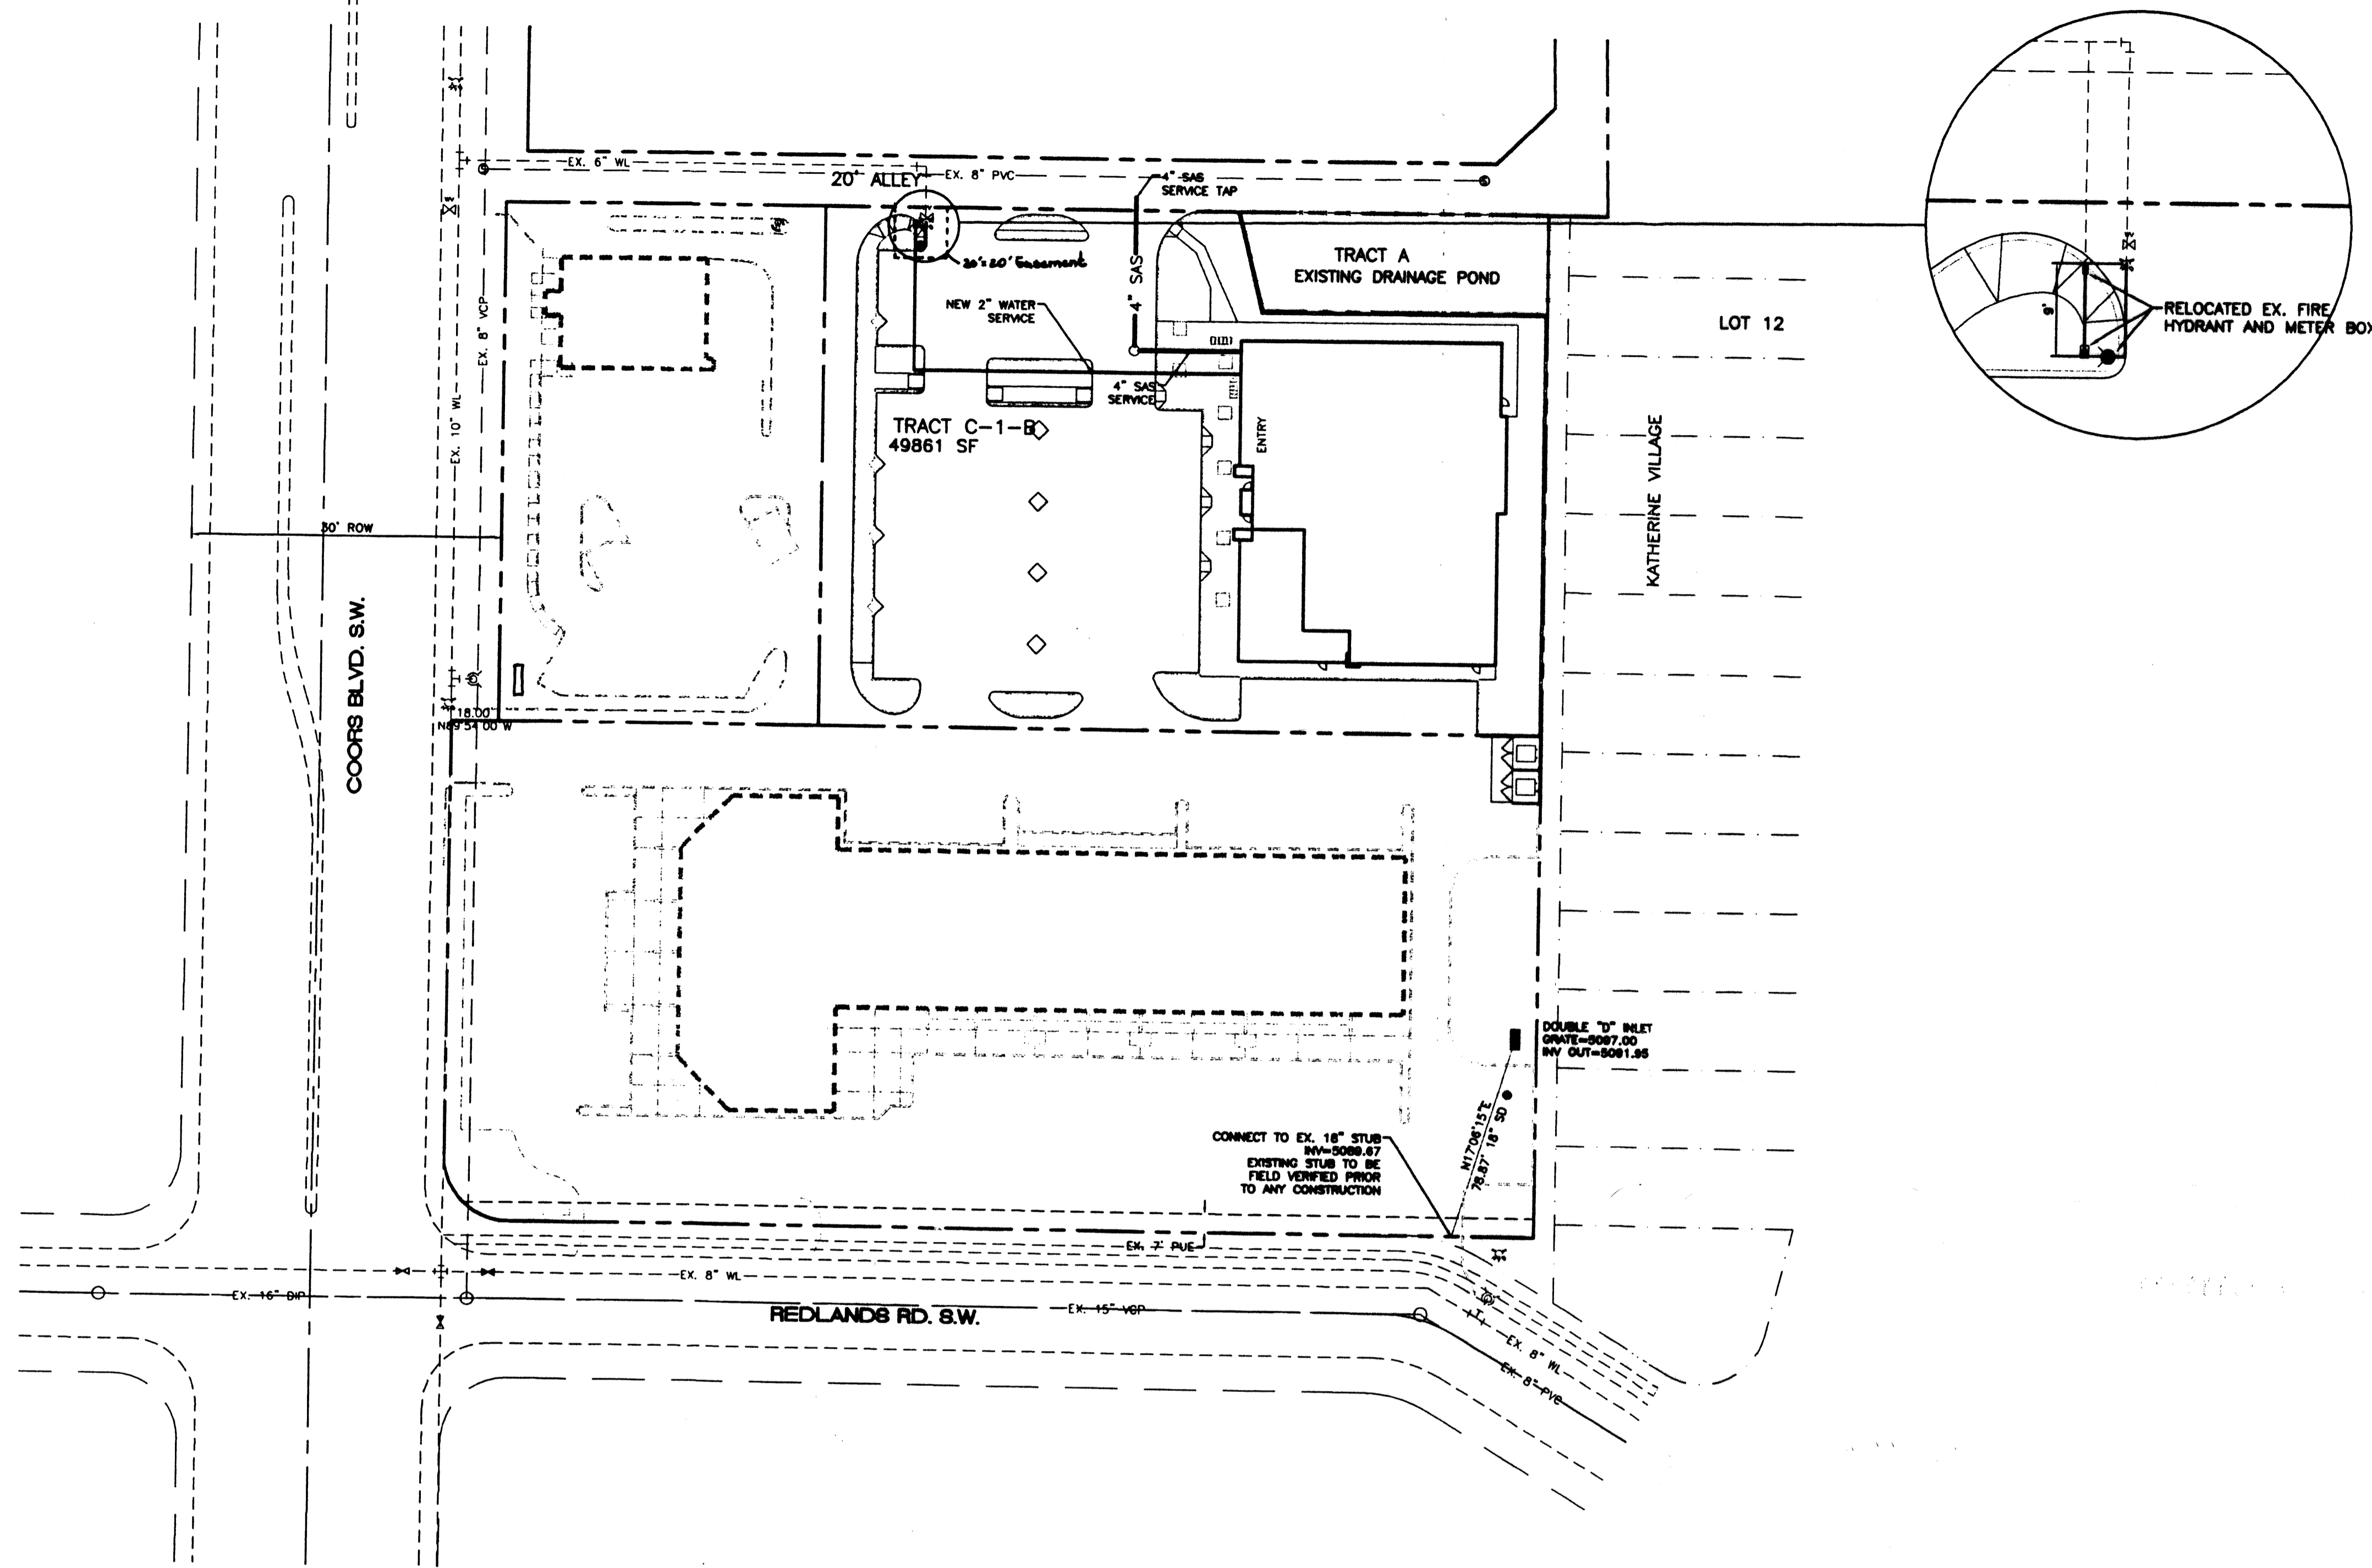 EX. 6" WL
20' ALLEY
EX. 8" PVC
4" SAS
SERVICE TAP
20'x20' Easement
TRACT A
EXISTING DRAINAGE POND
RELOCATED EX. FIRE
HYDRANT AND METER BOX
9'
LOT 12
NEW 2" WATER
SERVICE
4" SAS
EX. 8" VCP
EX. 10" WL
4" SAS
SERVICE
TRACT C-1-B
49861 SF
ENTRY
KATHERINE VILLAGE
30' ROW
COORS BLVD. S.W.
18.00'
N89°54'00"W
DOUBLE "D" INLET
GRATE=5097.00
INV OUT=5091.95
N17°06'15"E
78.87' 18" SD
CONNECT TO EX. 18" STUB
INV=5089.67
EXISTING STUB TO BE
FIELD VERIFIED PRIOR
TO ANY CONSTRUCTION
EX. 7' PUE
EX. 8" WL
EX. 16" DIP
REDLANDS RD. S.W.
EX. 15" VCP
EX. 8" WL
EX. 8" PVC